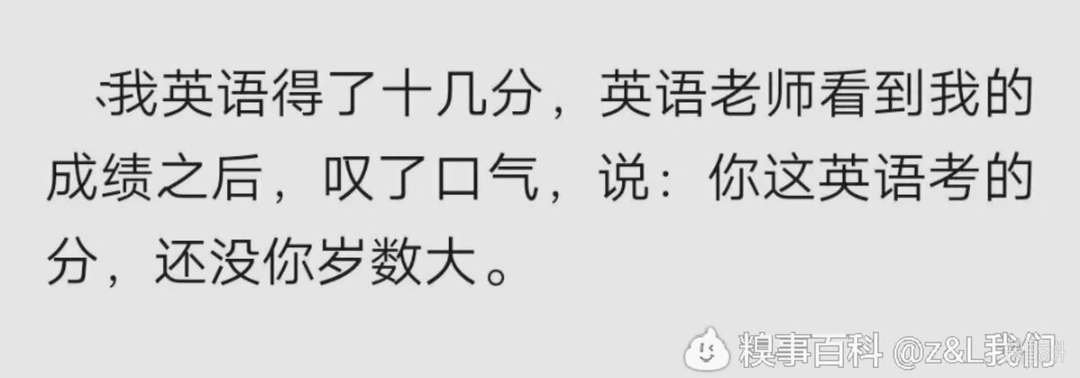 我英语得了十几分，英语老师看到我的
成绩之后，叹了口气，说：你这英语考的
分，还没你岁数大。
糗事百科 @z&L我们